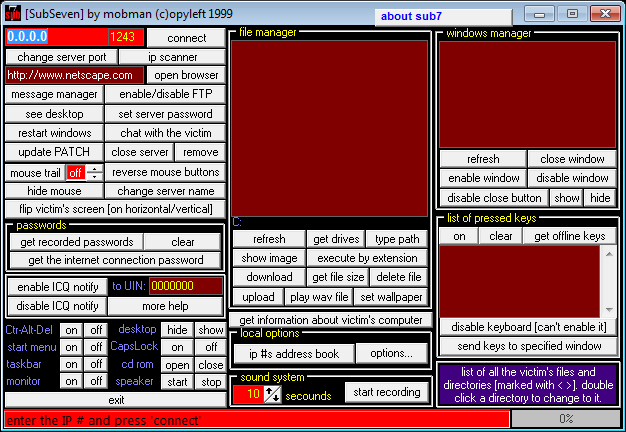 [SubSeven] by mobman (c)opyleft 1999
about sub7
0.0.0.0 1243 connect
change server port ip scanner
http://www.netscape.com open browser
message manager enable/disable FTP
see desktop set server password
restart windows chat with the victim
update PATCH close server remove
mouse trail off reverse mouse buttons
hide mouse change server name
flip victim's screen [on horizontal/vertical]
passwords
get recorded passwords clear
get the internet connection password
enable ICQ notify to UIN: 0000000
disable ICQ notify more help
Ctr-Alt-Del on off desktop hide show
start menu on off CapsLock on off
taskbar on off cd rom open close
monitor on off speaker start stop
exit
file manager
C:
refresh get drives type path
show image execute by extension
download get file size delete file
upload play wav file set wallpaper
get information about victim's computer
local options
ip #s address book options...
sound system
10 secounds start recording
windows manager
refresh close window
enable window disable window
disable close button show hide
list of pressed keys
on clear get offline keys
disable keyboard [can't enable it]
send keys to specified window
list of all the victim's files and
directories [marked with < >]. double
click a directory to change to it.
enter the IP # and press 'connect'
0%